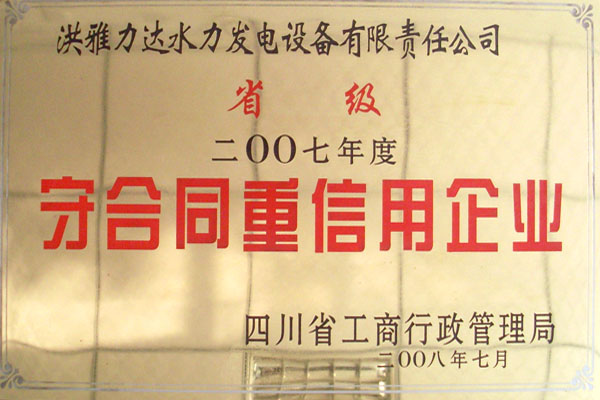 洪雅力达水力发电设备有限责任公司
省级
二OO七年度
守合同重信用企业
四川省工商行政管理局
二OO八年七月